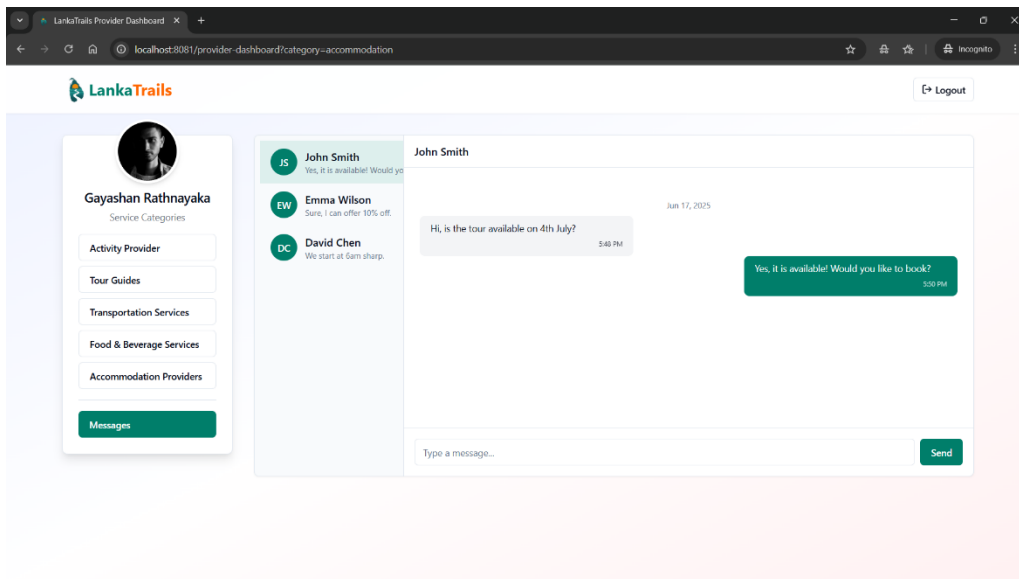 LankaTrails Provider Dashboard
localhost:8081/provider-dashboard?category=accommodation
Incognito
LankaTrails
Logout
Gayashan Rathnayaka
Service Categories
Activity Provider
Tour Guides
Transportation Services
Food & Beverage Services
Accommodation Providers
Messages
JS
John Smith
Yes, it is available! Would yo
EW
Emma Wilson
Sure, I can offer 10% off.
DC
David Chen
We start at 6am sharp.
John Smith
Jun 17, 2025
Hi, is the tour available on 4th July?
5:46 PM
Yes, it is available! Would you like to book?
5:50 PM
Type a message...
Send